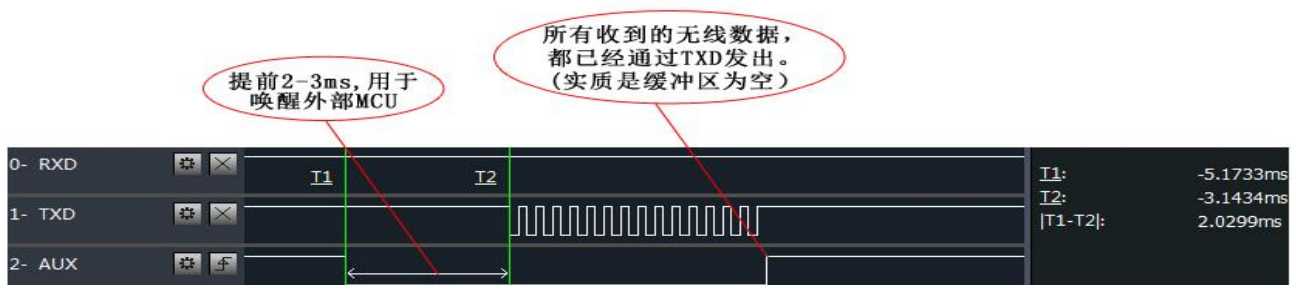 所有收到的无线数据，
都已经通过TXD发出。
(实质是缓冲区为空)
提前2-3ms,用于
唤醒外部MCU
0- RXD
T1
T2
1- TXD
2- AUX
T1: -5.1733ms
T2: -3.1434ms
|T1-T2|: 2.0299ms